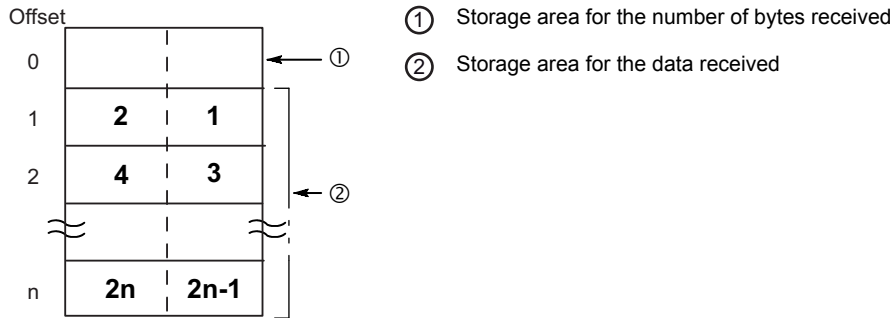 Offset
0 ①
1 2 1
2 4 3
②
n 2n 2n-1
① Storage area for the number of bytes received
② Storage area for the data received